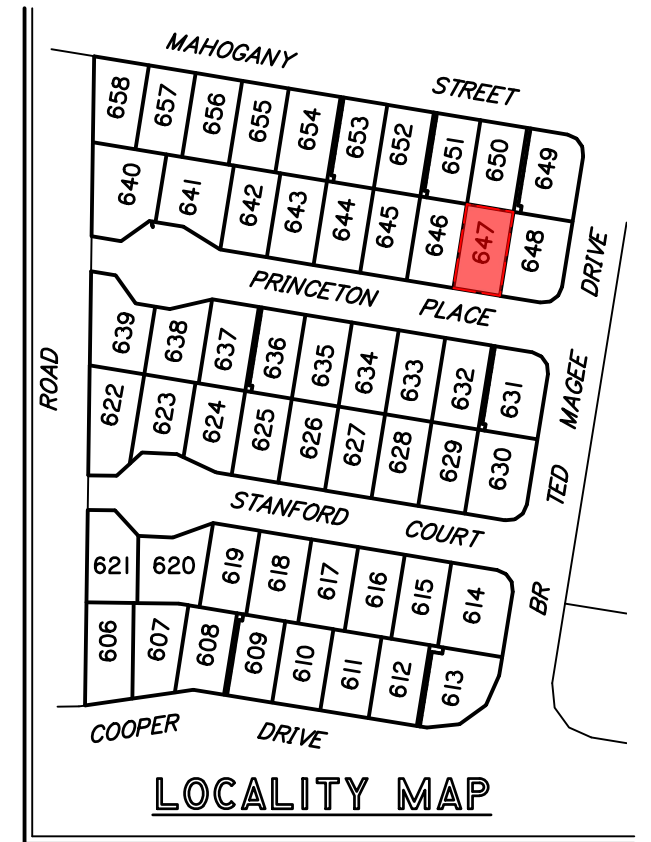 MAHOGANY STREET
658 657 656 655 654 653 652 651 650 649
640 641 642 643 644 645 646 647 648
DRIVE
PRINCETON PLACE
639 638 637 636 635 634 633 632 631
ROAD
MAGEE
622 623 624 625 626 627 628 629 630
TED
STANFORD COURT
621 620 619 618 617 616 615 614
BR
606 607 608 609 610 611 612 613
COOPER DRIVE
LOCALITY MAP